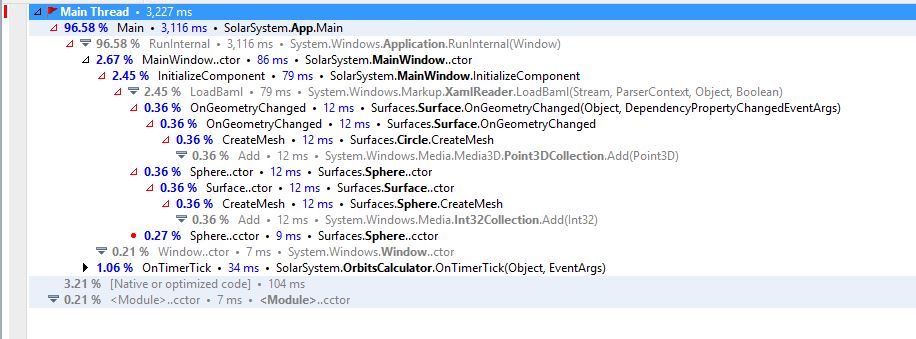 Main Thread • 3,227 ms
96.58 % Main • 3,116 ms • SolarSystem.App.Main
96.58 % RunInternal • 3,116 ms • System.Windows.Application.RunInternal(Window)
2.67 % MainWindow..ctor • 86 ms • SolarSystem.MainWindow..ctor
2.45 % InitializeComponent • 79 ms • SolarSystem.MainWindow.InitializeComponent
2.45 % LoadBaml • 79 ms • System.Windows.Markup.XamlReader.LoadBaml(Stream, ParserContext, Object, Boolean)
0.36 % OnGeometryChanged • 12 ms • Surfaces.Surface.OnGeometryChanged(Object, DependencyPropertyChangedEventArgs)
0.36 % OnGeometryChanged • 12 ms • Surfaces.Surface.OnGeometryChanged
0.36 % CreateMesh • 12 ms • Surfaces.Circle.CreateMesh
0.36 % Add • 12 ms • System.Windows.Media.Media3D.Point3DCollection.Add(Point3D)
0.36 % Sphere..ctor • 12 ms • Surfaces.Sphere..ctor
0.36 % Surface..ctor • 12 ms • Surfaces.Surface..ctor
0.36 % CreateMesh • 12 ms • Surfaces.Sphere.CreateMesh
0.36 % Add • 12 ms • System.Windows.Media.Int32Collection.Add(Int32)
0.27 % Sphere..cctor • 9 ms • Surfaces.Sphere..cctor
0.21 % Window..ctor • 7 ms • System.Windows.Window..ctor
1.06 % OnTimerTick • 34 ms • SolarSystem.OrbitsCalculator.OnTimerTick(Object, EventArgs)
3.21 % [Native or optimized code] • 104 ms
0.21 % <Module>..cctor • 7 ms • <Module>..cctor